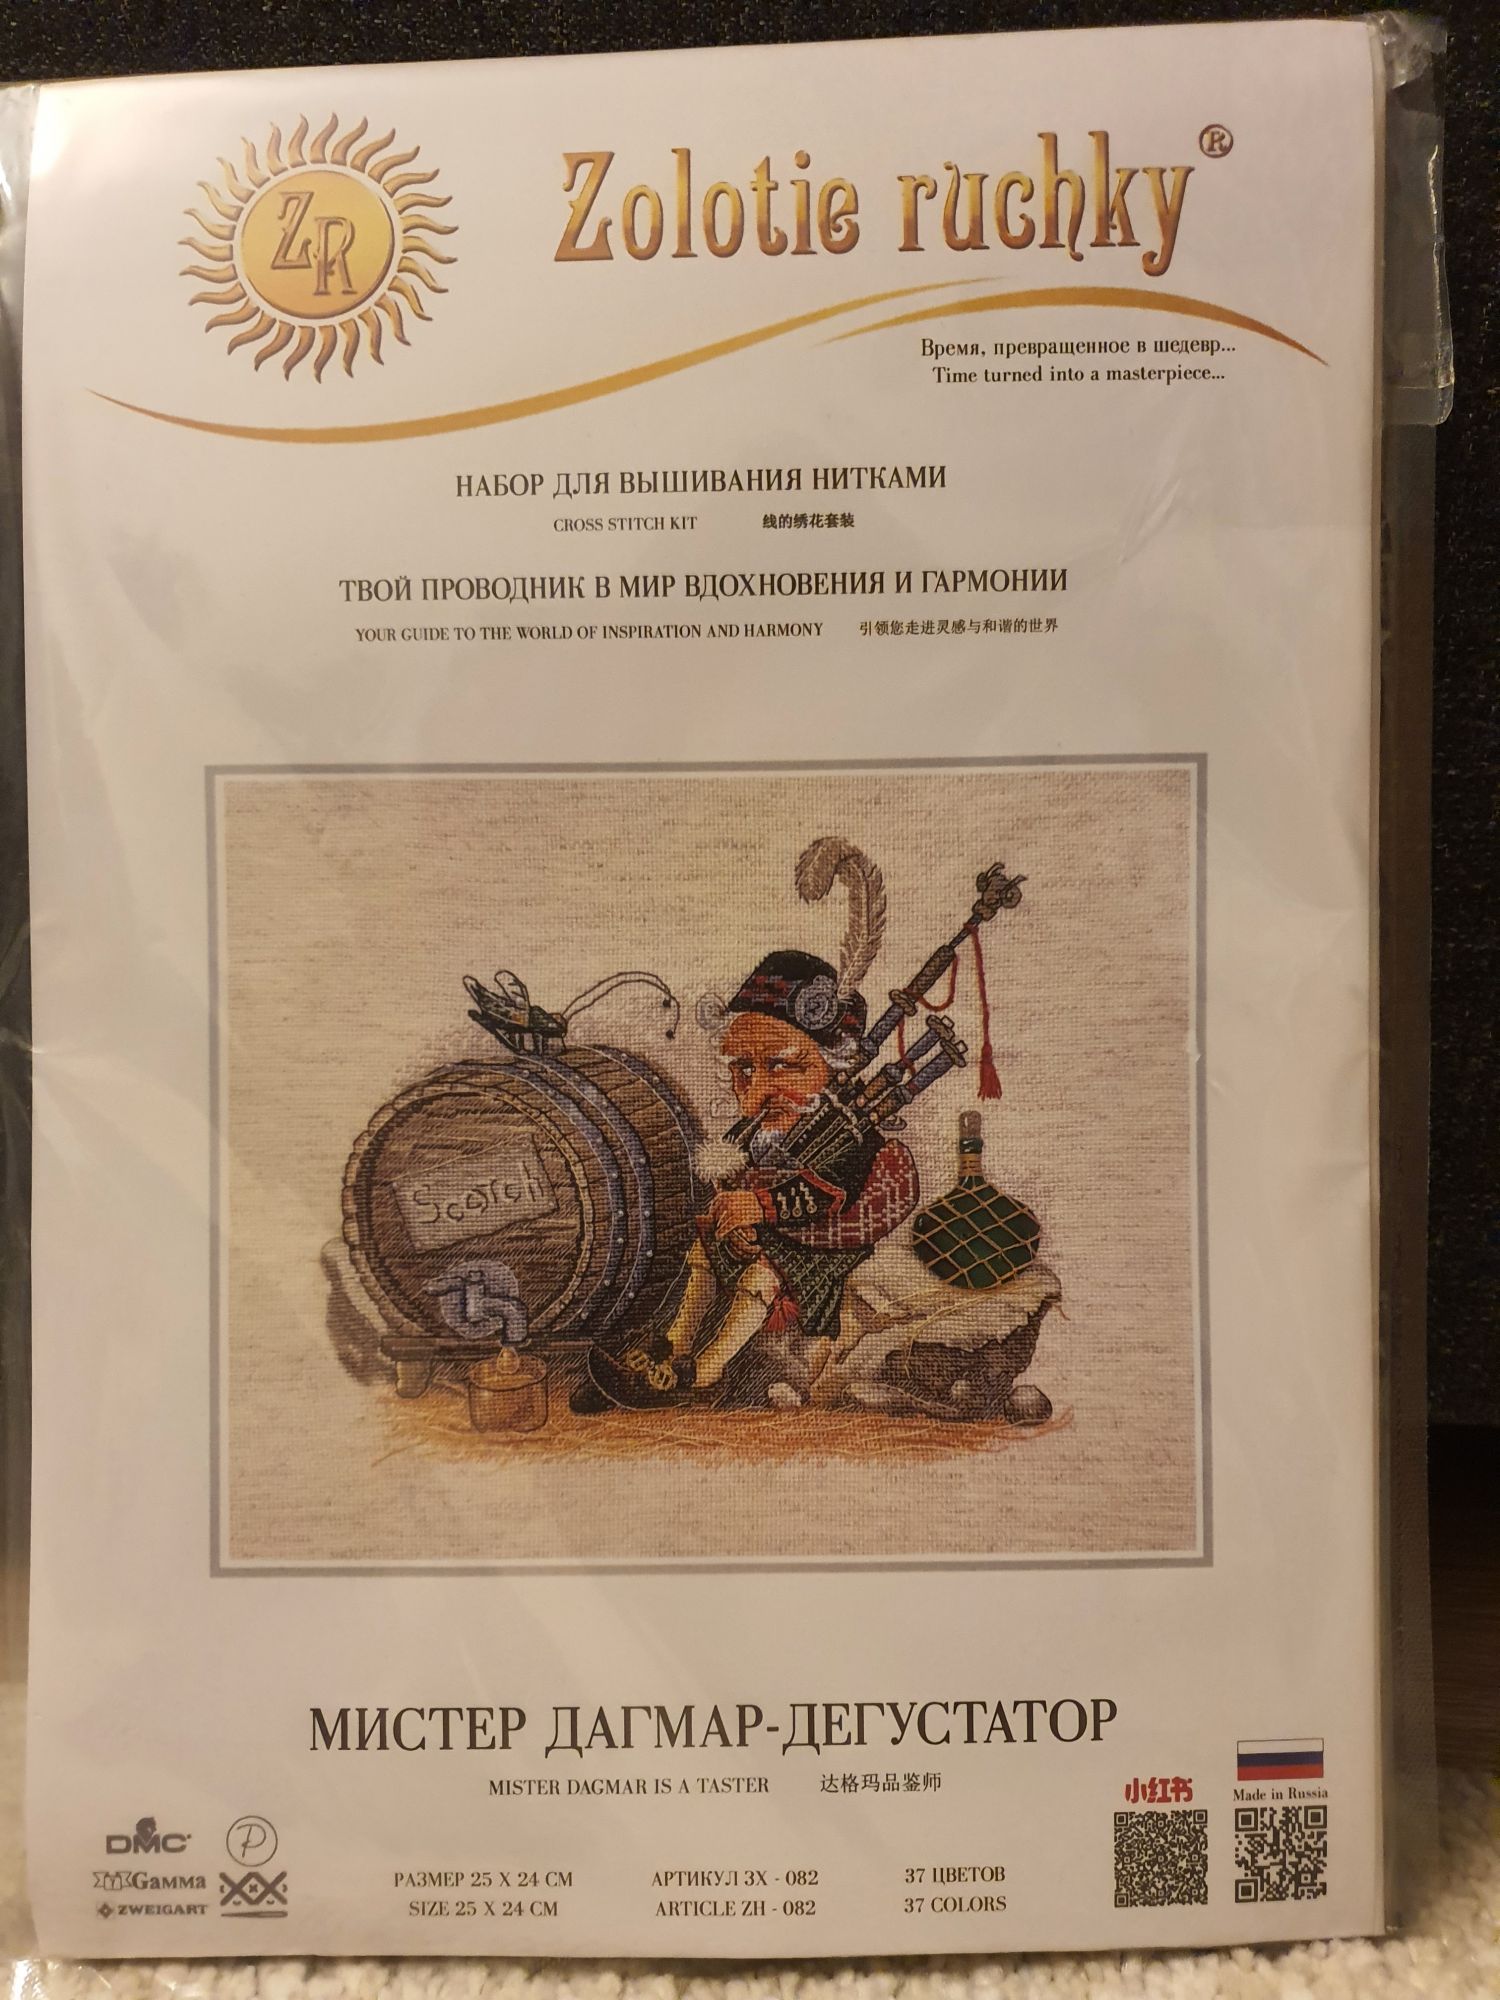 ZR
Zolotie ruchky®
Время, превращенное в шедевр...
Time turned into a masterpiece...
НАБОР ДЛЯ ВЫШИВАНИЯ НИТКАМИ
CROSS STITCH KIT 线的绣花套装
ТВОЙ ПРОВОДНИК В МИР ВДОХНОВЕНИЯ И ГАРМОНИИ
YOUR GUIDE TO THE WORLD OF INSPIRATION AND HARMONY 引领您走进灵感与和谐的世界
Scotch
МИСТЕР ДАГМАР-ДЕГУСТАТОР
MISTER DAGMAR IS A TASTER 达格玛品鉴师
小红书
Made in Russia
DMC
P
Gamma
ZWEIGART
РАЗМЕР 25 X 24 СМ АРТИКУЛ ЗХ - 082 37 ЦВЕТОВ
SIZE 25 X 24 CM ARTICLE ZH - 082 37 COLORS